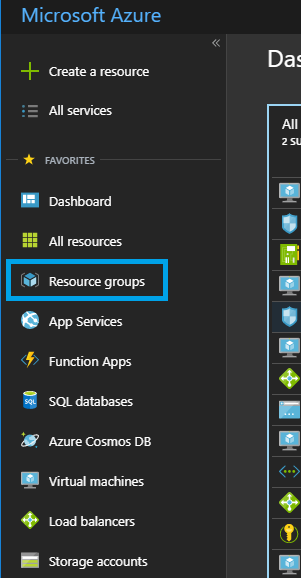 Microsoft Azure
«
Das
Create a resource
All services
FAVORITES
All
2 SU
Dashboard
All resources
Resource groups
App Services
Function Apps
SQL
SQL databases
Azure Cosmos DB
Virtual machines
Load balancers
Storage accounts